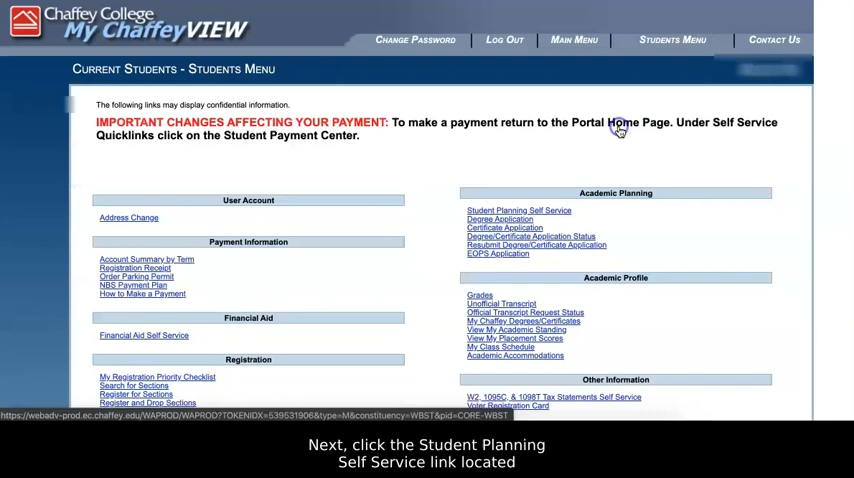 Chaffey College
My ChaffeyVIEW
CHANGE PASSWORD
LOG OUT
MAIN MENU
STUDENTS MENU
CONTACT US
CURRENT STUDENTS - STUDENTS MENU
The following links may display confidential information.
IMPORTANT CHANGES AFFECTING YOUR PAYMENT: To make a payment return to the Portal Home Page. Under Self Service
Quicklinks click on the Student Payment Center.
User Account
Address Change
Payment Information
Account Summary by Term
Registration Receipt
Order Parking Permit
NBS Payment Plan
How to Make a Payment
Financial Aid
Financial Aid Self Service
Registration
My Registration Priority Checklist
Search for Sections
Register for Sections
Register and Drop Sections
Academic Planning
Student Planning Self Service
Degree Application
Certificate Application
Degree/Certificate Application Status
Resubmit Degree/Certificate Application
EOPS Application
Academic Profile
Grades
Unofficial Transcript
Official Transcript Request Status
My Chaffey Degrees/Certificates
View My Academic Standing
View My Placement Scores
My Class Schedule
Academic Accommodations
Other Information
W2, 1095C, & 1098T Tax Statements Self Service
Voter Registration Card
https://webadv-prod.ec.chaffey.edu/WAPROD/WAPROD?TOKENIDX=539531906&type=M&constituency=WBST&pid=CORE-WBST
Next, click the Student Planning
Self Service link located